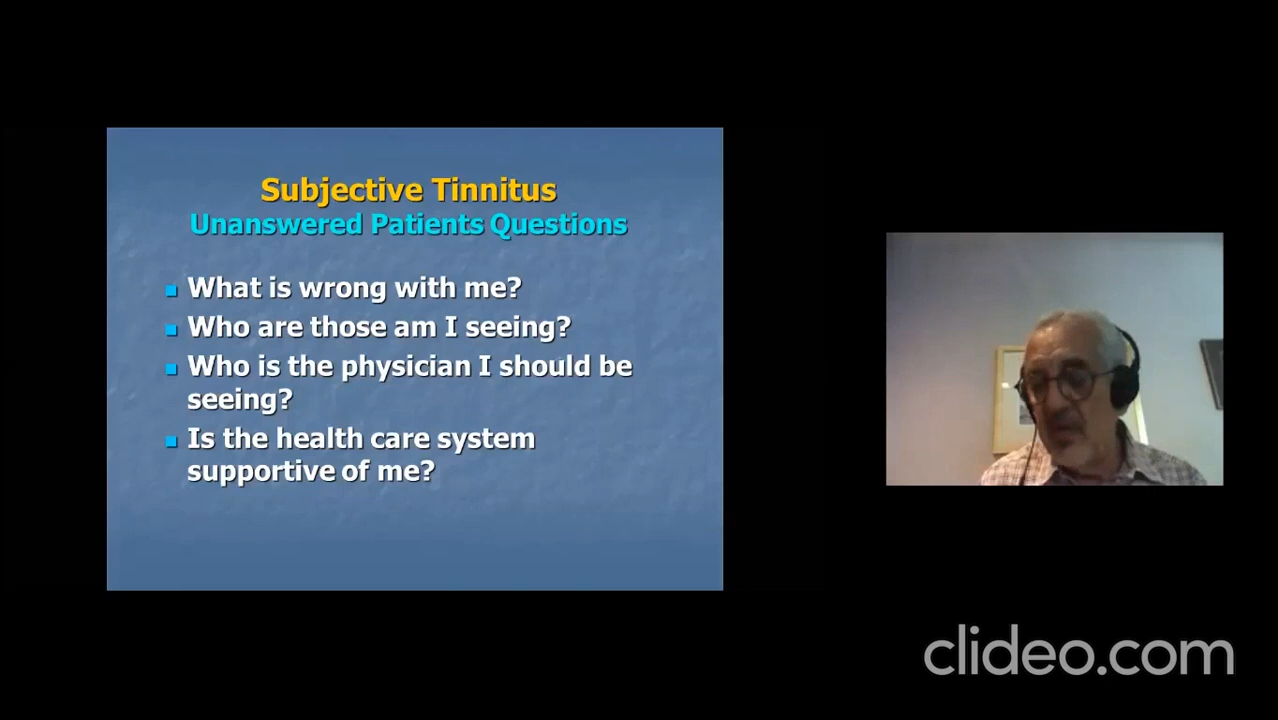 Subjective Tinnitus
Unanswered Patients Questions
What is wrong with me?
Who are those am I seeing?
Who is the physician I should be
seeing?
Is the health care system
supportive of me?
clideo.com